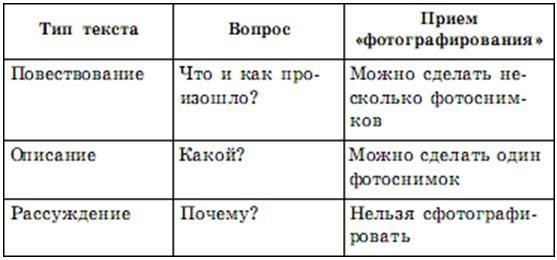 Тип текста
Вопрос
Прием
«фотографирования»
Повествование
Что и как про-
изошло?
Можно сделать не-
сколько фотосним-
ков
Описание
Какой?
Можно сделать один
фотоснимок
Рассуждение
Почему?
Нельзя сфотографи-
ровать